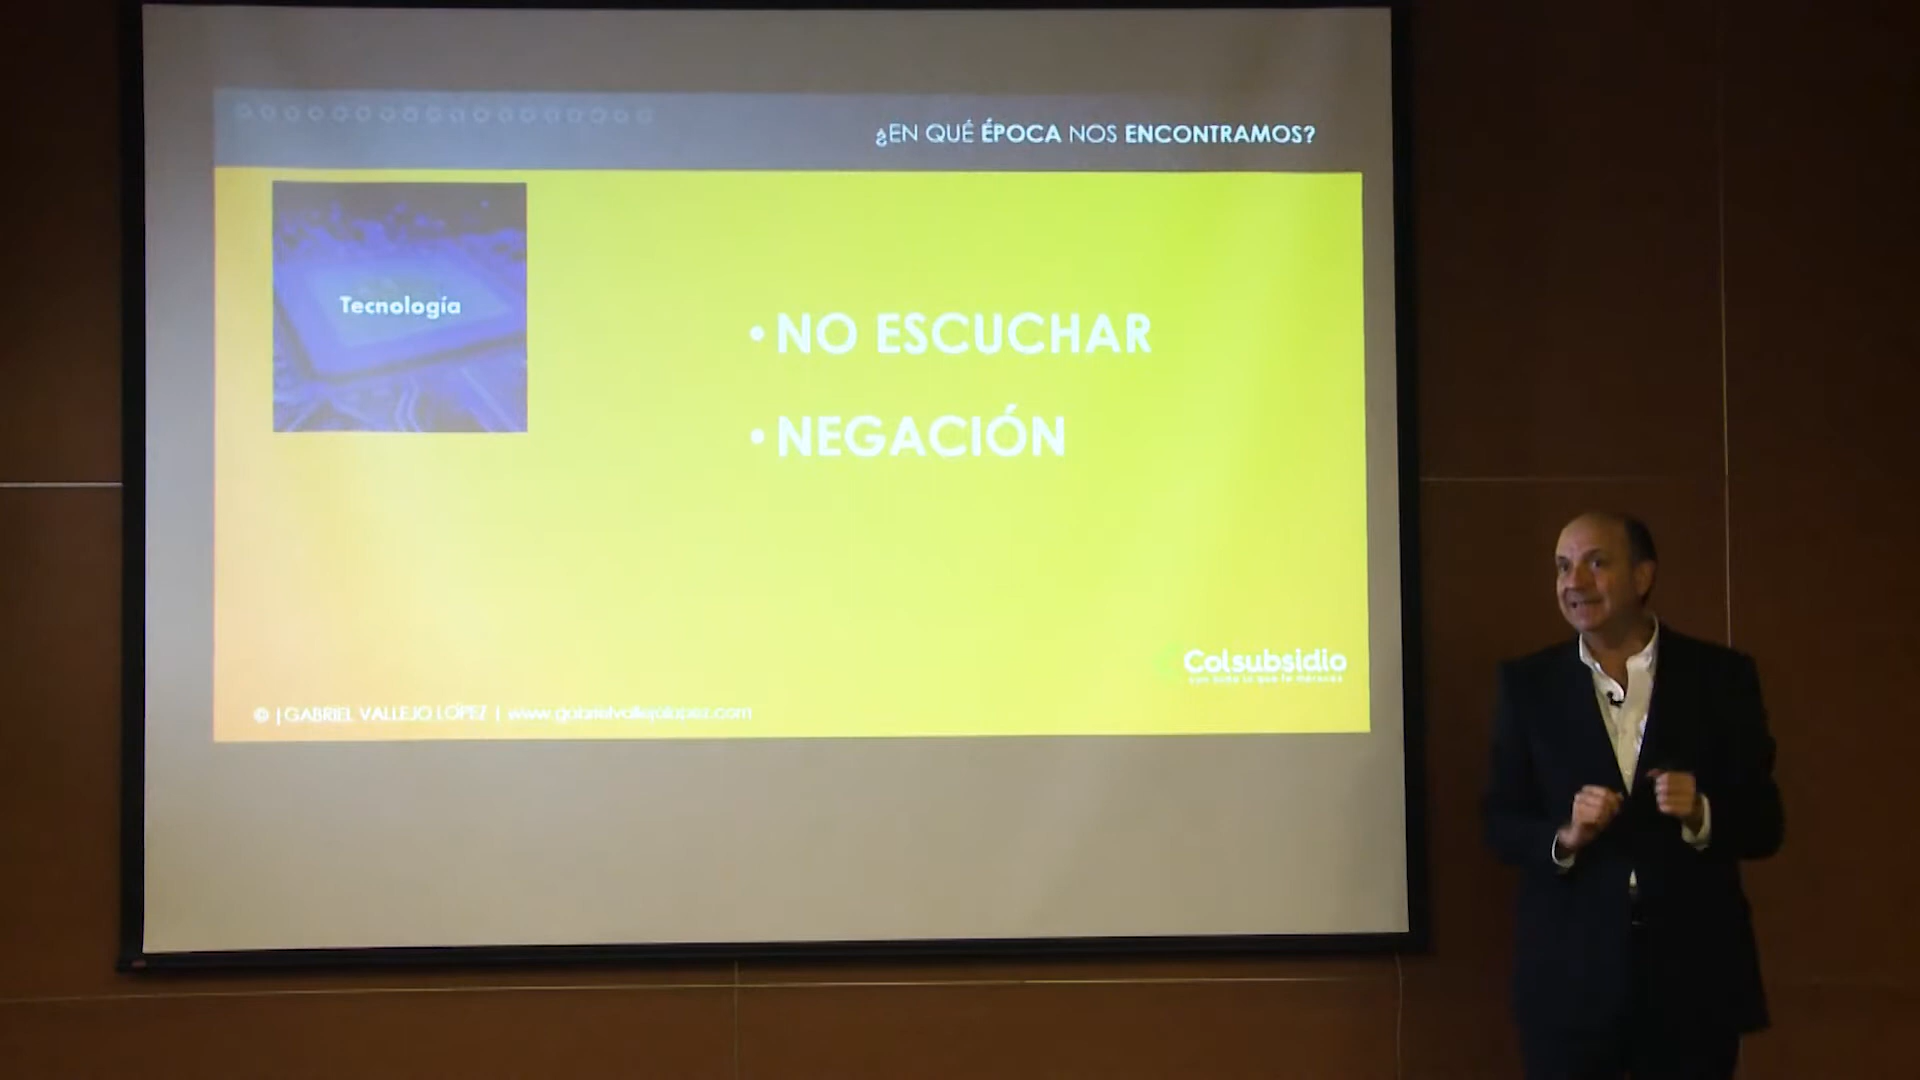 ¿EN QUÉ ÉPOCA NOS ENCONTRAMOS?
Tecnología
• NO ESCUCHAR
• NEGACIÓN
Colsubsidio
© | GABRIEL VALLEJO LÓPEZ | www.gabrielvallejolopez.com